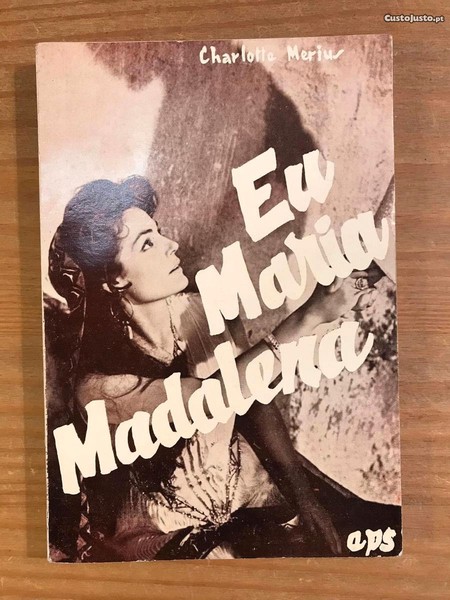 CustoJusto.pt
Charlotte Merius
Eu
Maria
Madalena
aps